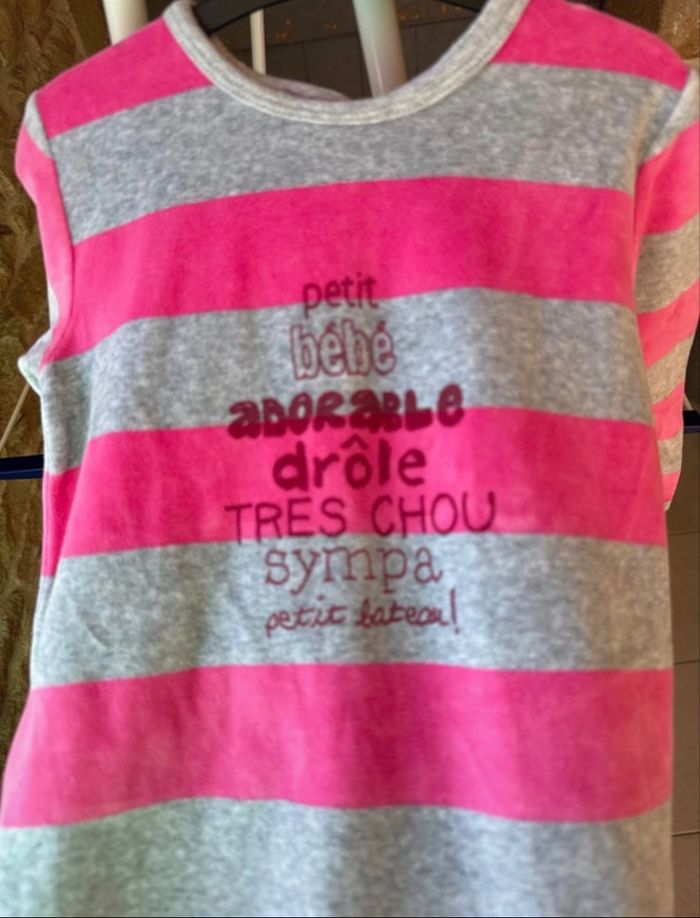 petit
bébé
ADORABLE
drôle
TRES CHOU
sympa
petit bateau!